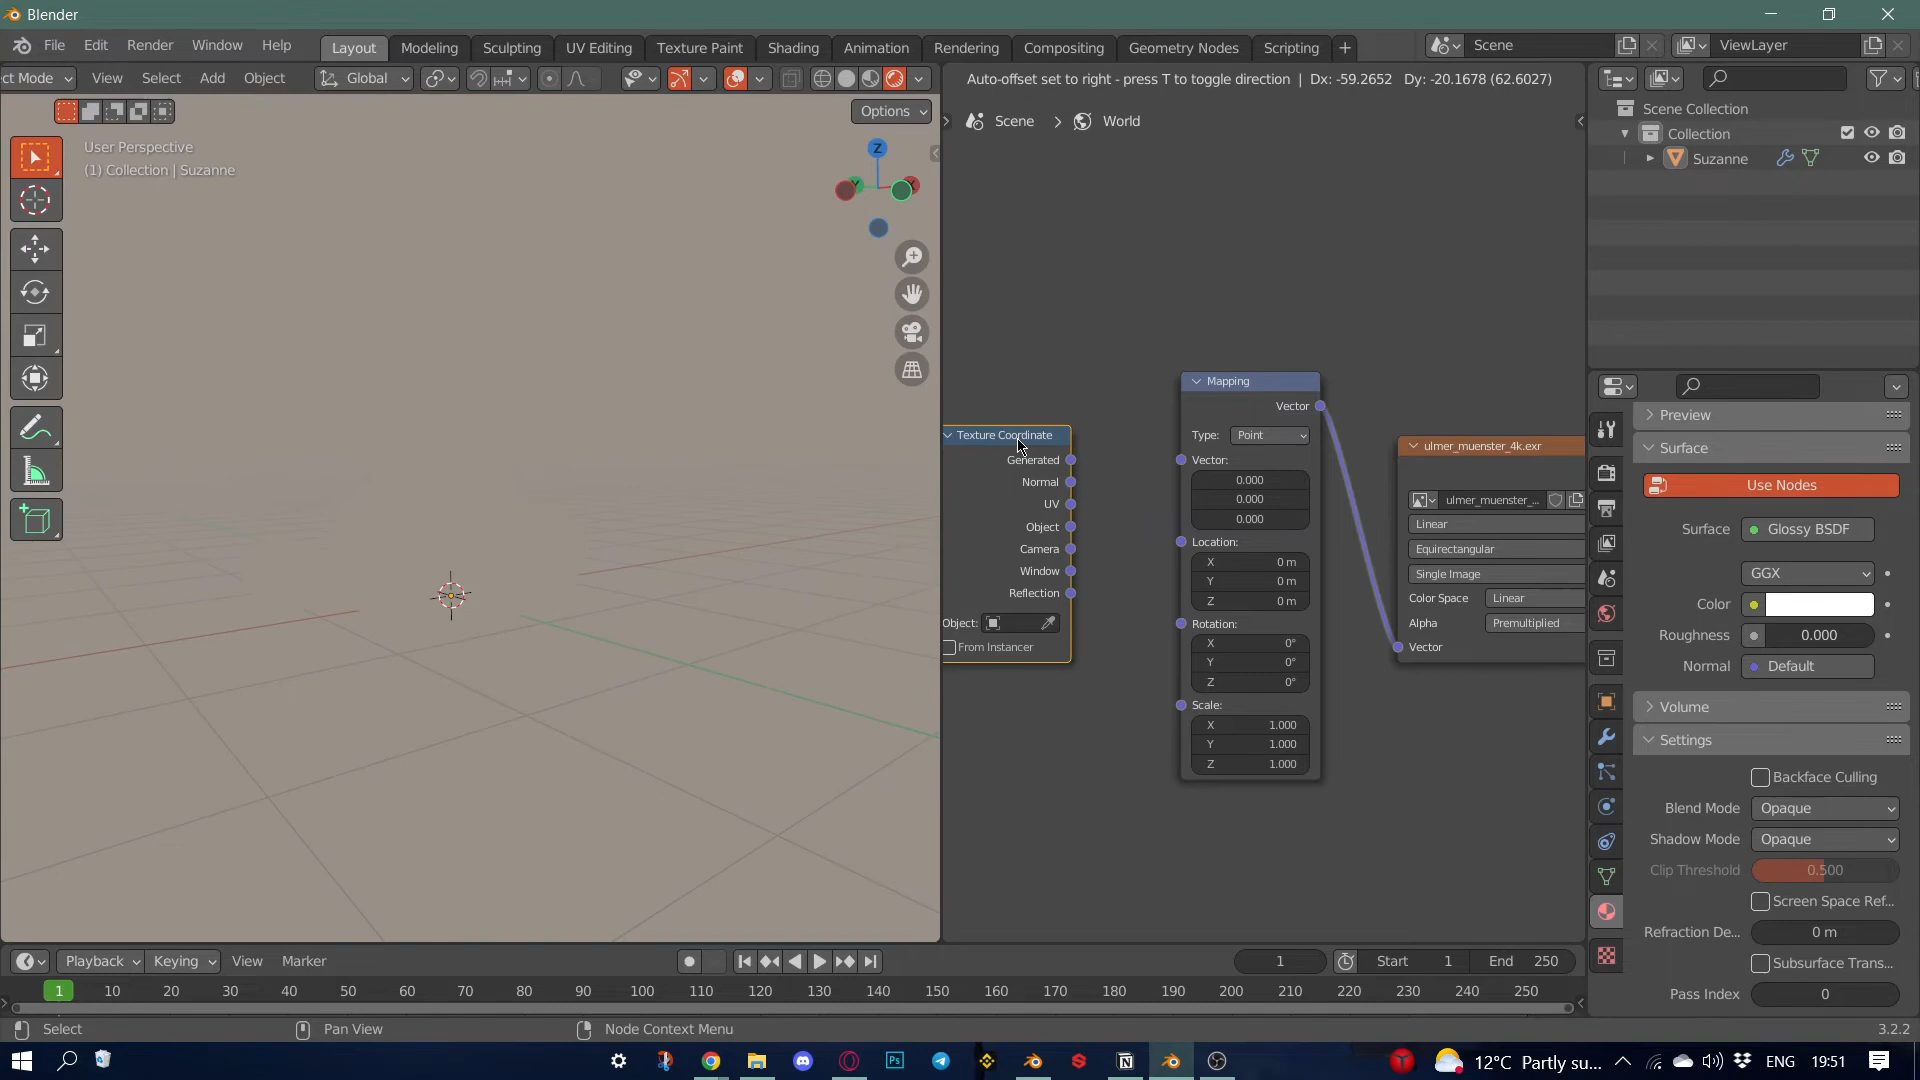 Blender
File Edit Render Window Help Layout Modeling Sculpting UV Editing Texture Paint Shading Animation Rendering Compositing Geometry Nodes Scripting + Scene ViewLayer
ct Mode View Select Add Object Global
Auto-offset set to right - press T to toggle direction | Dx: -59.2652 Dy: -20.1678 (62.6027)
Options
Scene > World
User Perspective
(1) Collection | Suzanne
Z
Scene Collection
Collection
Suzanne
Texture Coordinate
Generated
Normal
UV
Object
Camera
Window
Reflection
Object:
From Instancer
Mapping
Vector
Type: Point
Vector:
0.000
0.000
0.000
Location:
X 0 m
Y 0 m
Z 0 m
Rotation:
X 0°
Y 0°
Z 0°
Scale:
X 1.000
Y 1.000
Z 1.000
ulmer_muenster_4k.exr
ulmer_muenster_...
Linear
Equirectangular
Single Image
Color Space Linear
Alpha Premultiplied
Vector
Preview
Surface
Use Nodes
Surface Glossy BSDF
GGX
Color
Roughness 0.000
Normal Default
Volume
Settings
Backface Culling
Blend Mode Opaque
Shadow Mode Opaque
Clip Threshold 0.500
Screen Space Ref...
Refraction De... 0 m
Subsurface Trans...
Pass Index 0
Playback Keying View Marker 1 Start 1 End 250
1 10 20 30 40 50 60 70 80 90 100 110 120 130 140 150 160 170 180 190 200 210 220 230 240 250
Select Pan View Node Context Menu 3.2.2
12°C Partly su... ENG 19:51